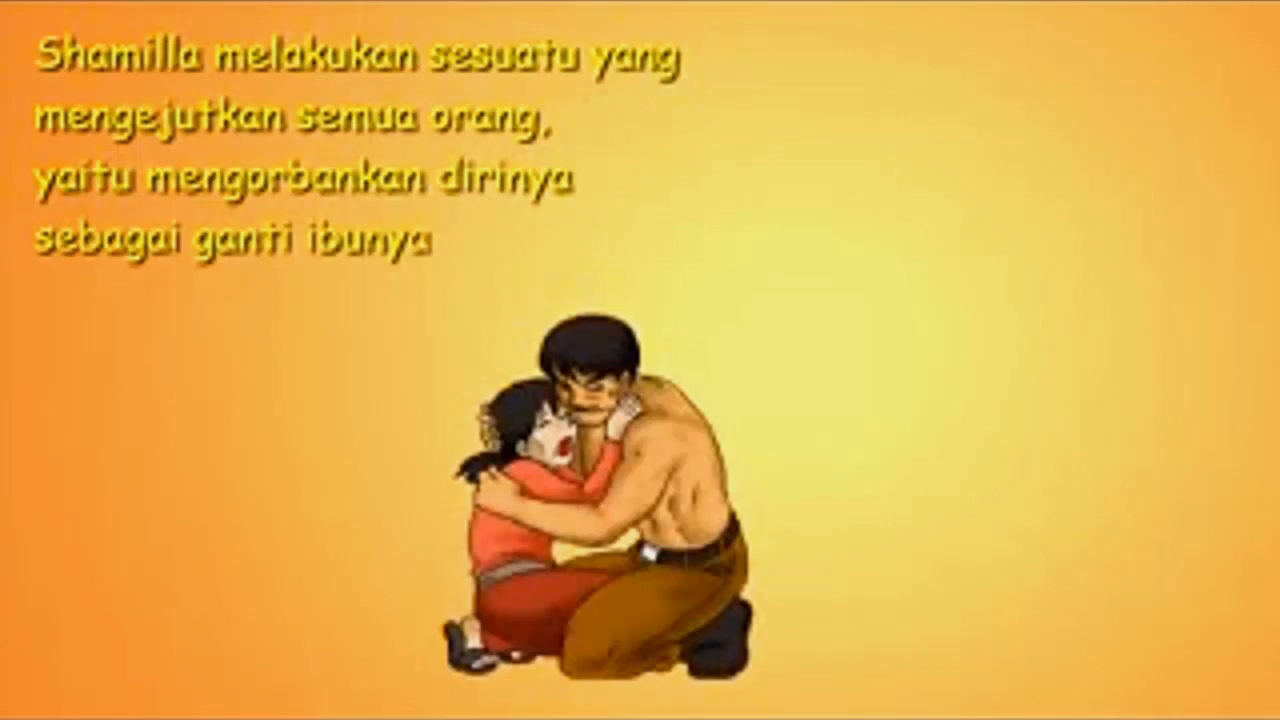 Shamilla melakukan sesuatu yang
mengejutkan semua orang,
yaitu mengorbankan dirinya
sebagai ganti ibunya